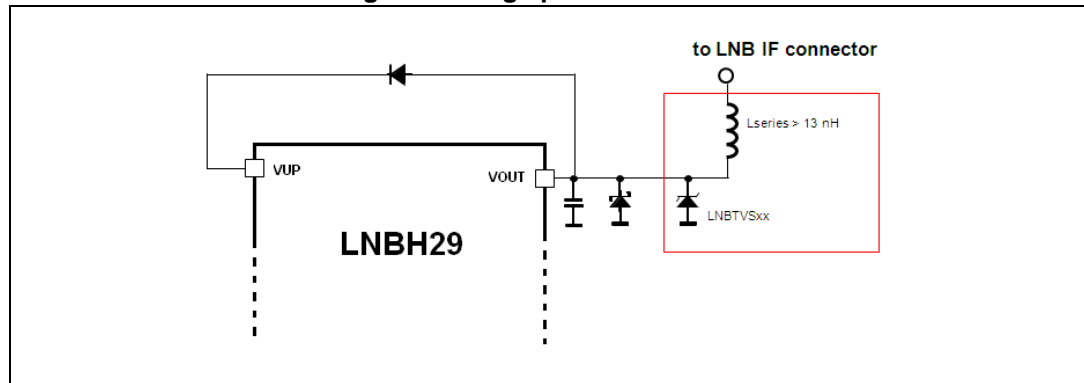 to LNB IF connector
Lseries > 13 nH
VUP
VOUT
LNBTVSxx
LNBH29